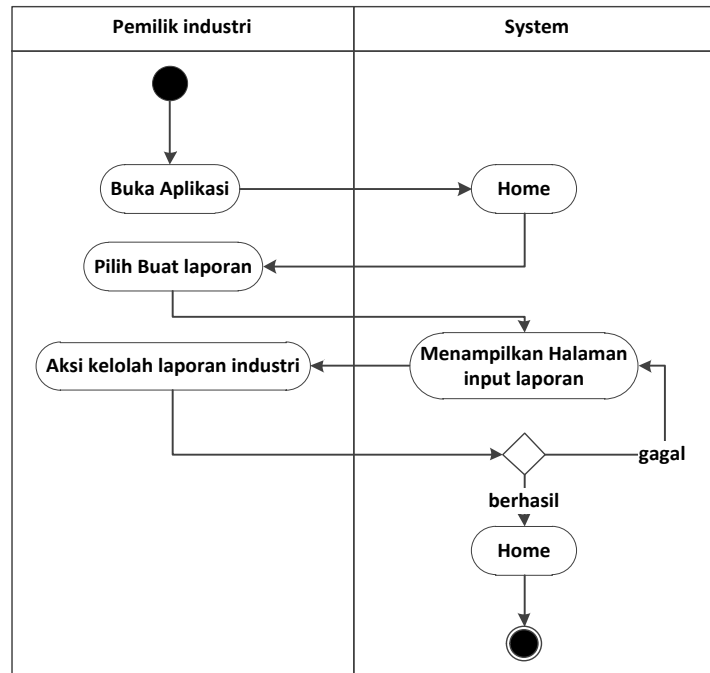 Pemilik industri
System
Buka Aplikasi
Home
Pilih Buat laporan
Menampilkan Halaman
input laporan
Aksi kelolah laporan industri
gagal
berhasil
Home